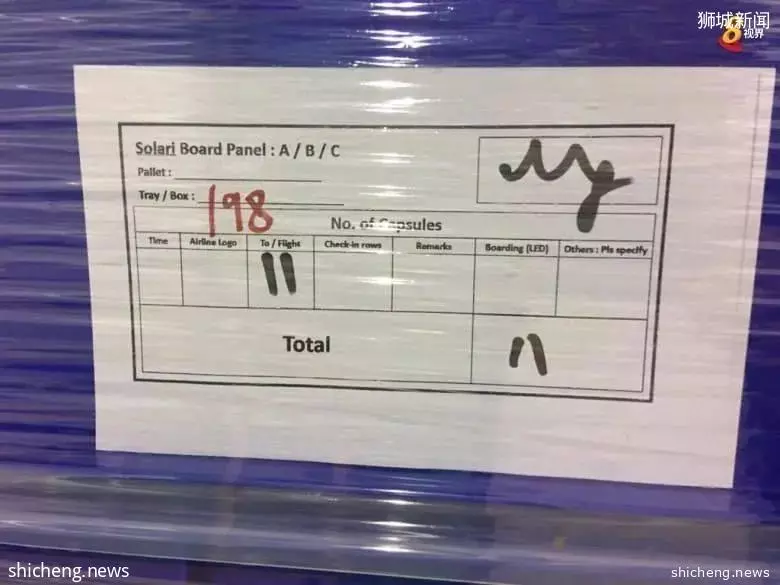 狮城新闻
8视界
Solari Board Panel : A / B / C
Pallet :
Tray / Box : 198
No. of Capsules
Time Airline Logo To / Flight Check-in rows Remarks Boarding (LED) Others : Pls specify
11
Total 11
shicheng.news shicheng.news